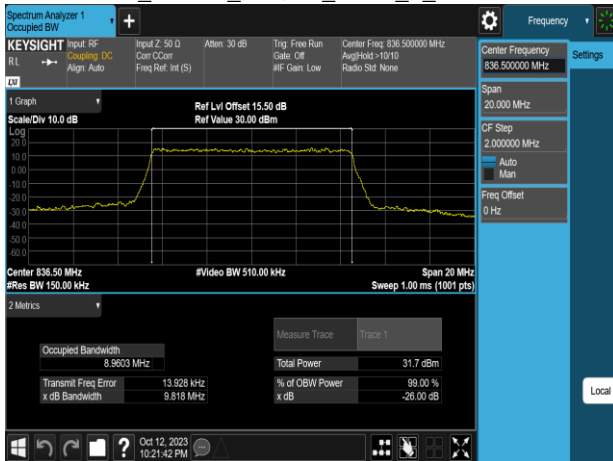 Spectrum Analyzer 1
Occupied BW
Frequency
KEYSIGHT
RL
LXI
Input: RF
Coupling: DC
Align: Auto
Input Z: 50 Ω
Corr CCorr
Freq Ref: Int (S)
Atten: 30 dB
Trig: Free Run
Gate: Off
#IF Gain: Low
Center Freq: 836.500000 MHz
Avg|Hold:>10/10
Radio Std: None
Center Frequency
836.500000 MHz
Settings
Span
20.000 MHz
CF Step
2.000000 MHz
Auto
Man
Freq Offset
0 Hz
1 Graph
Scale/Div 10.0 dB
Ref Lvl Offset 15.50 dB
Ref Value 30.00 dBm
Log
20.0
10.0
0.00
-10.0
-20.0
-30.0
-40.0
-50.0
-60.0
Center 836.50 MHz
#Res BW 150.00 kHz
#Video BW 510.00 kHz
Span 20 MHz
Sweep 1.00 ms (1001 pts)
2 Metrics
Measure Trace
Trace 1
Occupied Bandwidth
8.9603 MHz
Total Power
31.7 dBm
Transmit Freq Error
13.928 kHz
% of OBW Power
99.00 %
x dB Bandwidth
9.818 MHz
x dB
-26.00 dB
Local
?
Oct 12, 2023
10:21:42 PM